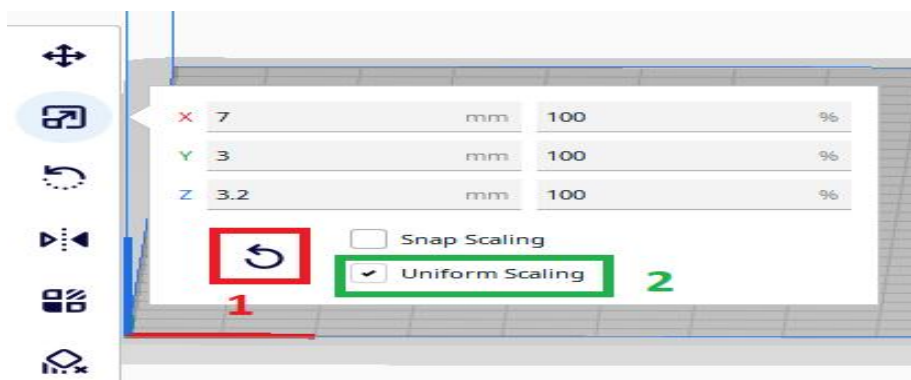 X 7 mm 100 %
Y 3 mm 100 %
Z 3.2 mm 100 %
Snap Scaling
Uniform Scaling
1 2